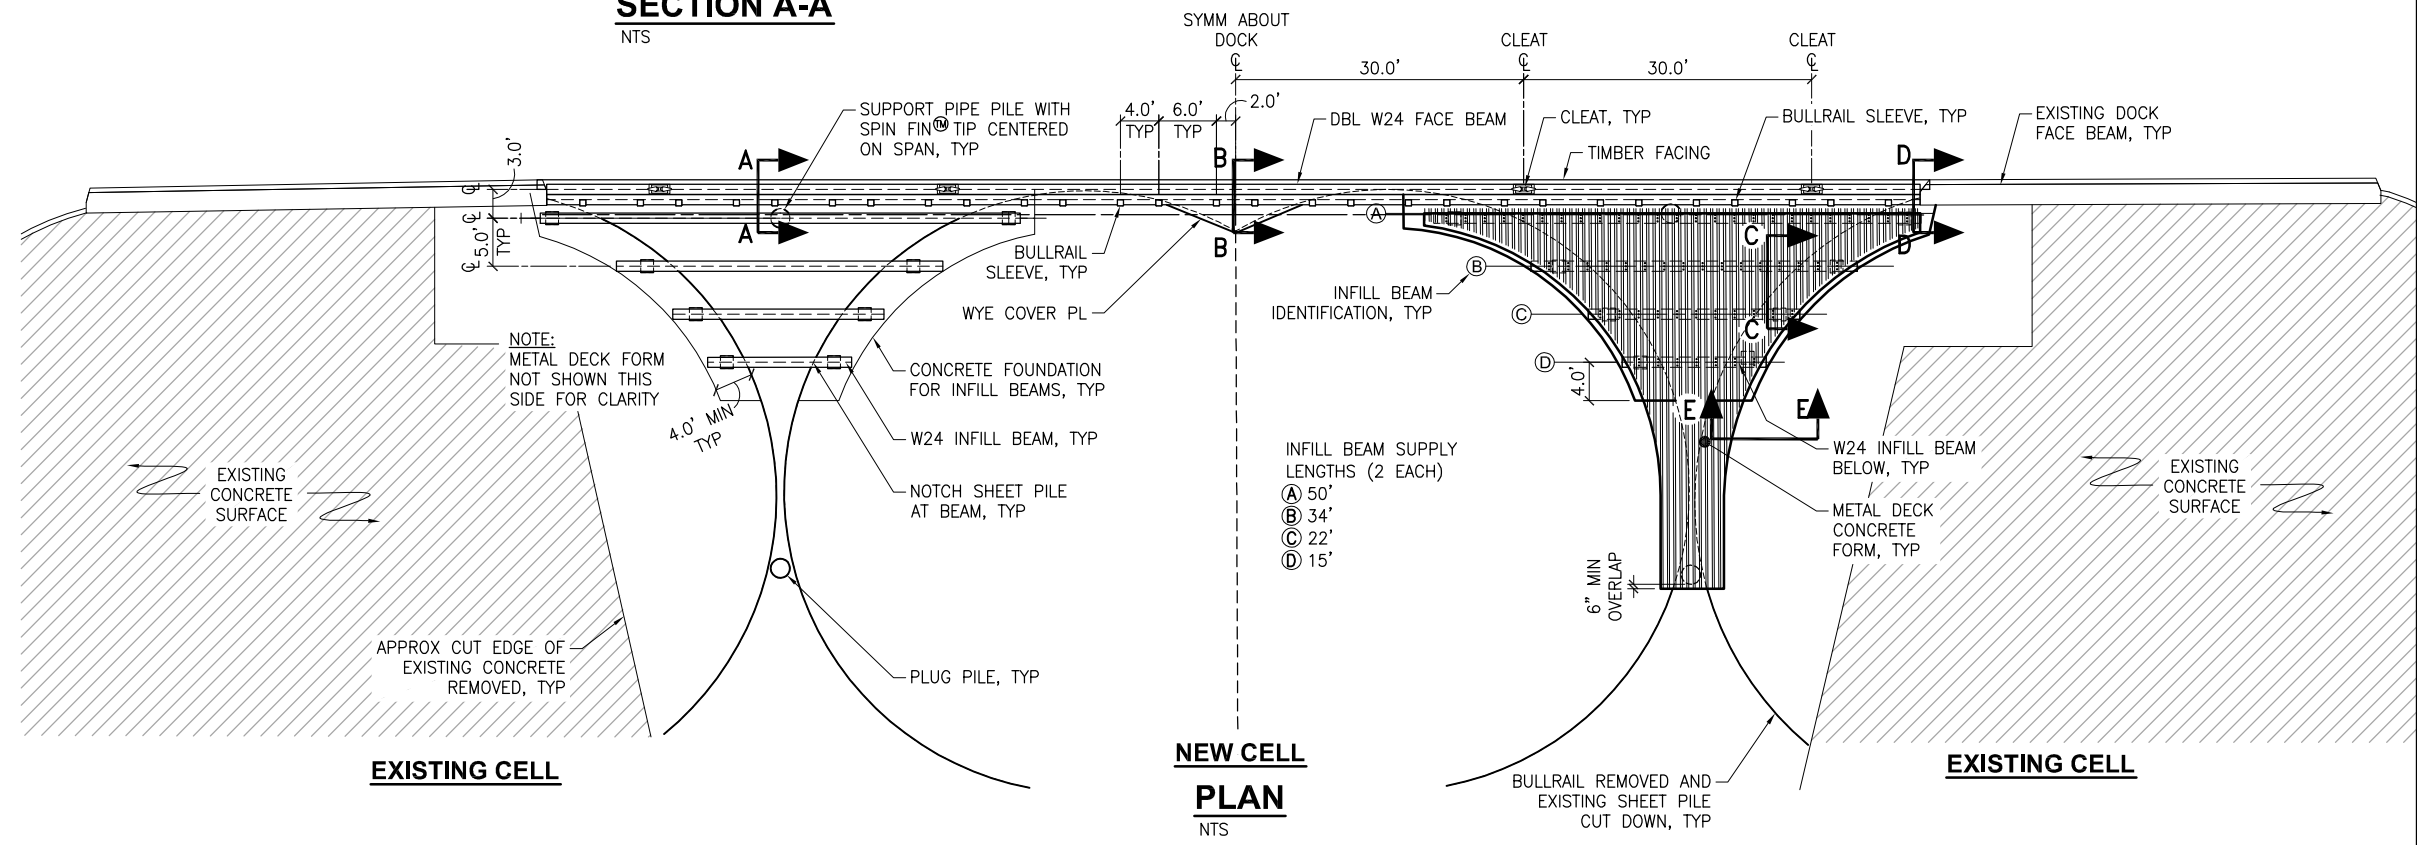 SECTION A-A
NTS
SYMM ABOUT
DOCK
℄
CLEAT
℄
CLEAT
℄
30.0'
30.0'
4.0'
TYP
6.0'
TYP
2.0'
SUPPORT PIPE PILE WITH
SPIN FIN™ TIP CENTERED
ON SPAN, TYP
DBL W24 FACE BEAM
CLEAT, TYP
BULLRAIL SLEEVE, TYP
EXISTING DOCK
FACE BEAM, TYP
TIMBER FACING
A
A
B
B
D
D
C
C
E
E
3.0'
℄
℄
℄
5.0'
TYP
BULLRAIL
SLEEVE, TYP
WYE COVER PL
INFILL BEAM
IDENTIFICATION, TYP
A
B
C
D
4.0'
NOTE:
METAL DECK FORM
NOT SHOWN THIS
SIDE FOR CLARITY
4.0' MIN
TYP
CONCRETE FOUNDATION
FOR INFILL BEAMS, TYP
W24 INFILL BEAM, TYP
NOTCH SHEET PILE
AT BEAM, TYP
INFILL BEAM SUPPLY
LENGTHS (2 EACH)
A 50'
B 34'
C 22'
D 15'
W24 INFILL BEAM
BELOW, TYP
METAL DECK
CONCRETE
FORM, TYP
EXISTING
CONCRETE
SURFACE
EXISTING
CONCRETE
SURFACE
6" MIN
OVERLAP
APPROX CUT EDGE OF
EXISTING CONCRETE
REMOVED, TYP
PLUG PILE, TYP
BULLRAIL REMOVED AND
EXISTING SHEET PILE
CUT DOWN, TYP
EXISTING CELL
NEW CELL
EXISTING CELL
PLAN
NTS